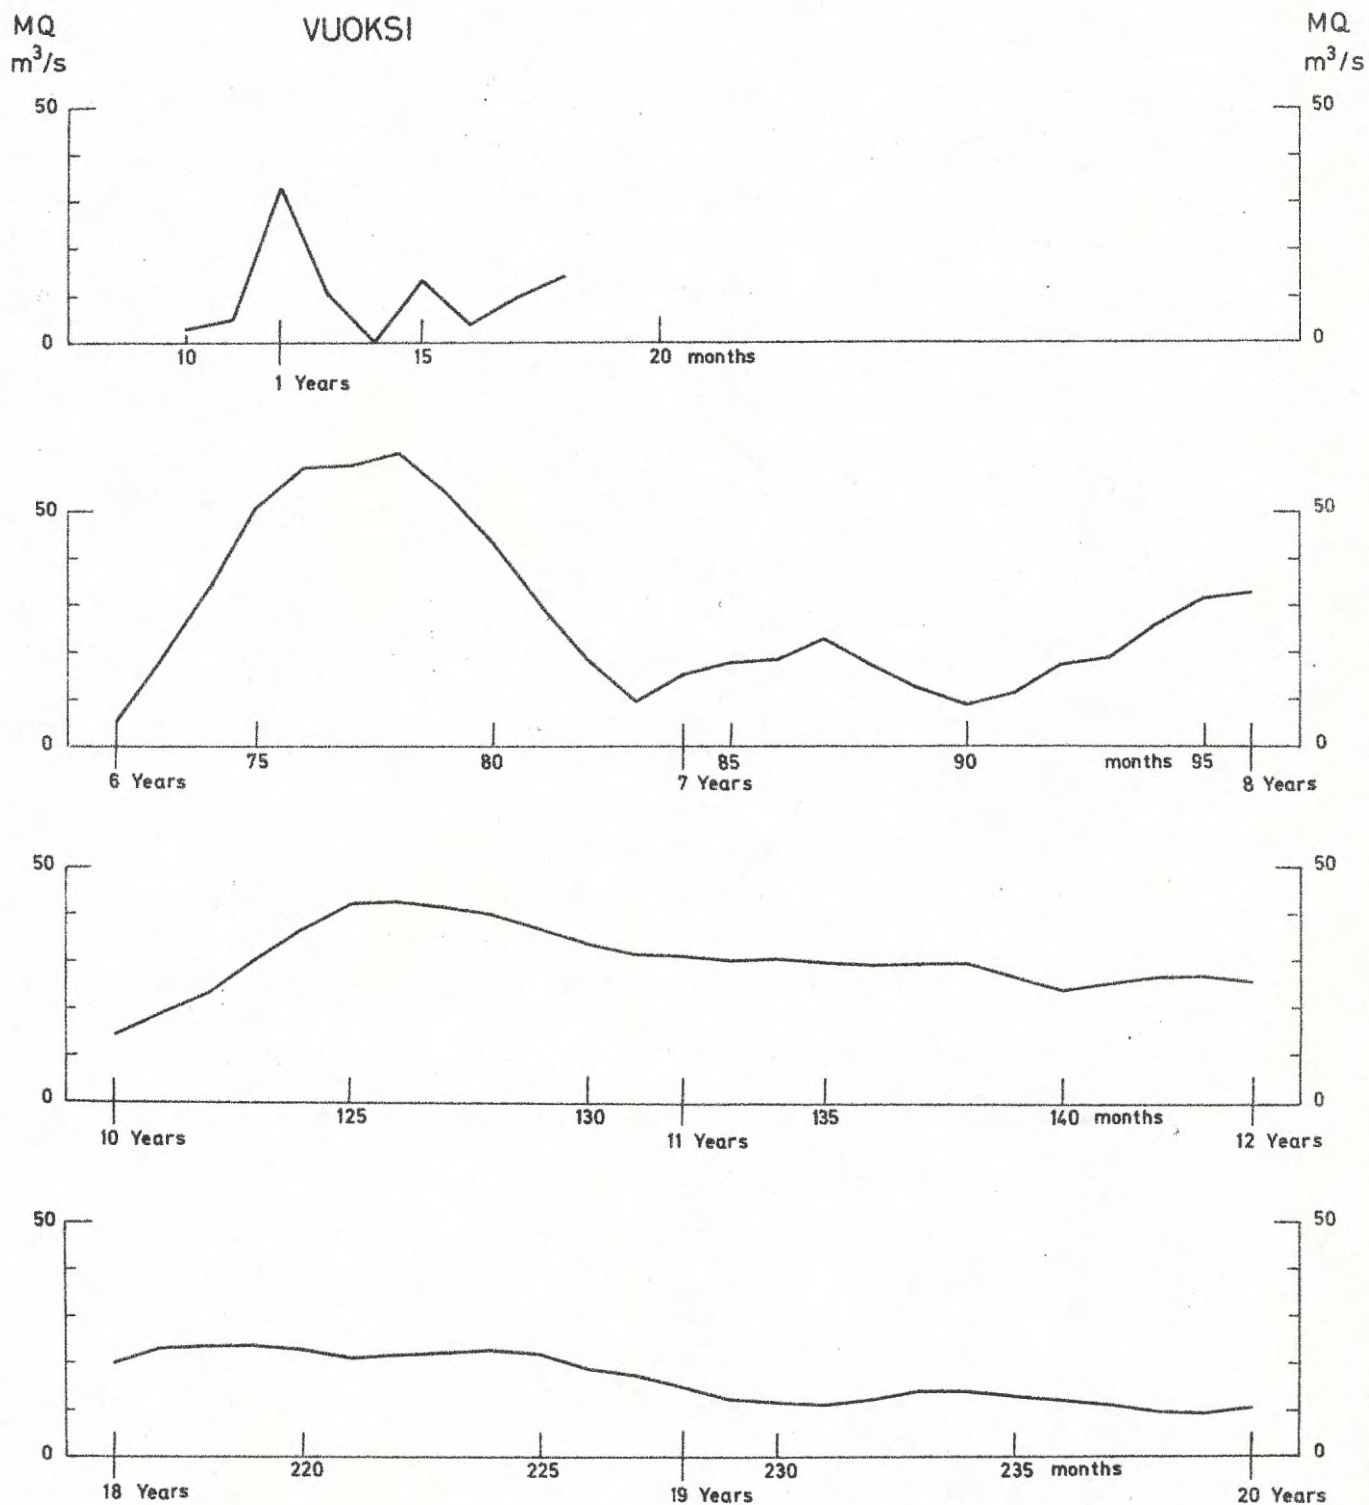 MQ VUOKSI MQ
m³/s m³/s
50 50
0 0
10 15 20 months
1 Years
50 50
0 0
75 80 85 90 months 95
6 Years 7 Years 8 Years
50 50
0 0
125 130 135 140 months
10 Years 11 Years 12 Years
50 50
0 0
220 225 230 235 months
18 Years 19 Years 20 Years